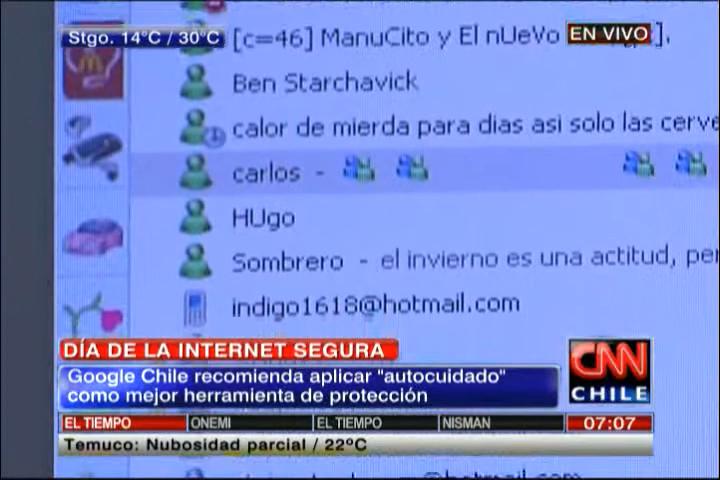 Stgo. 14°C / 30°C
[c=46] ManuCito y El nUeVo
EN VIVO
Ben Starchavick
calor de mierda para dias asi solo las cerve
carlos -
HUgo
Sombrero - el invierno es una actitud, per
indigo1618@hotmail.com
DÍA DE LA INTERNET SEGURA
Google Chile recomienda aplicar "autocuidado"
como mejor herramienta de protección
CNN
CHILE
EL TIEMPO
ONEMI
EL TIEMPO
NISMAN
07:07
Temuco: Nubosidad parcial / 22ºC